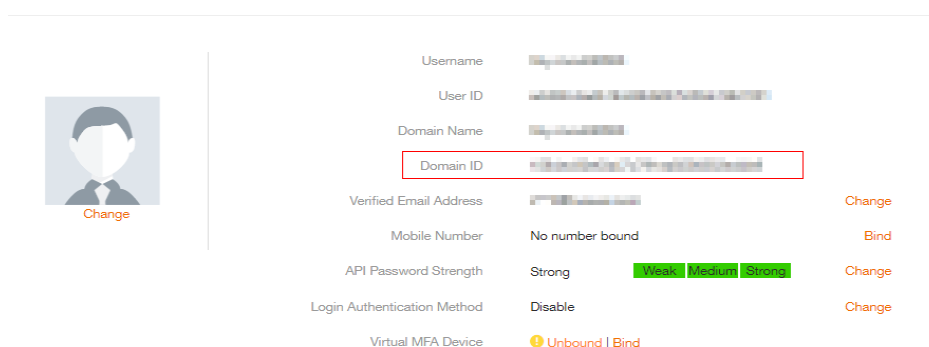 Username
User ID
Domain Name
Domain ID
Verified Email Address Change
Mobile Number No number bound Bind
API Password Strength Strong Weak Medium Strong Change
Login Authentication Method Disable Change
Virtual MFA Device Unbound | Bind
Change